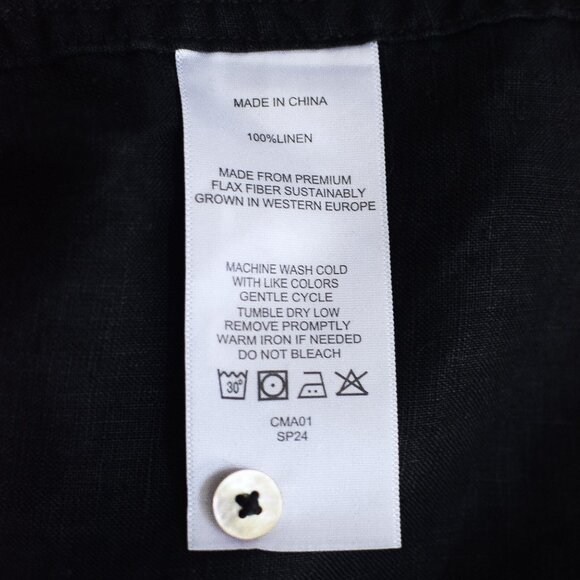 MADE IN CHINA
100%LINEN
MADE FROM PREMIUM
FLAX FIBER SUSTAINABLY
GROWN IN WESTERN EUROPE
MACHINE WASH COLD
WITH LIKE COLORS
GENTLE CYCLE
TUMBLE DRY LOW
REMOVE PROMPTLY
WARM IRON IF NEEDED
DO NOT BLEACH
30°
CMA01
SP24